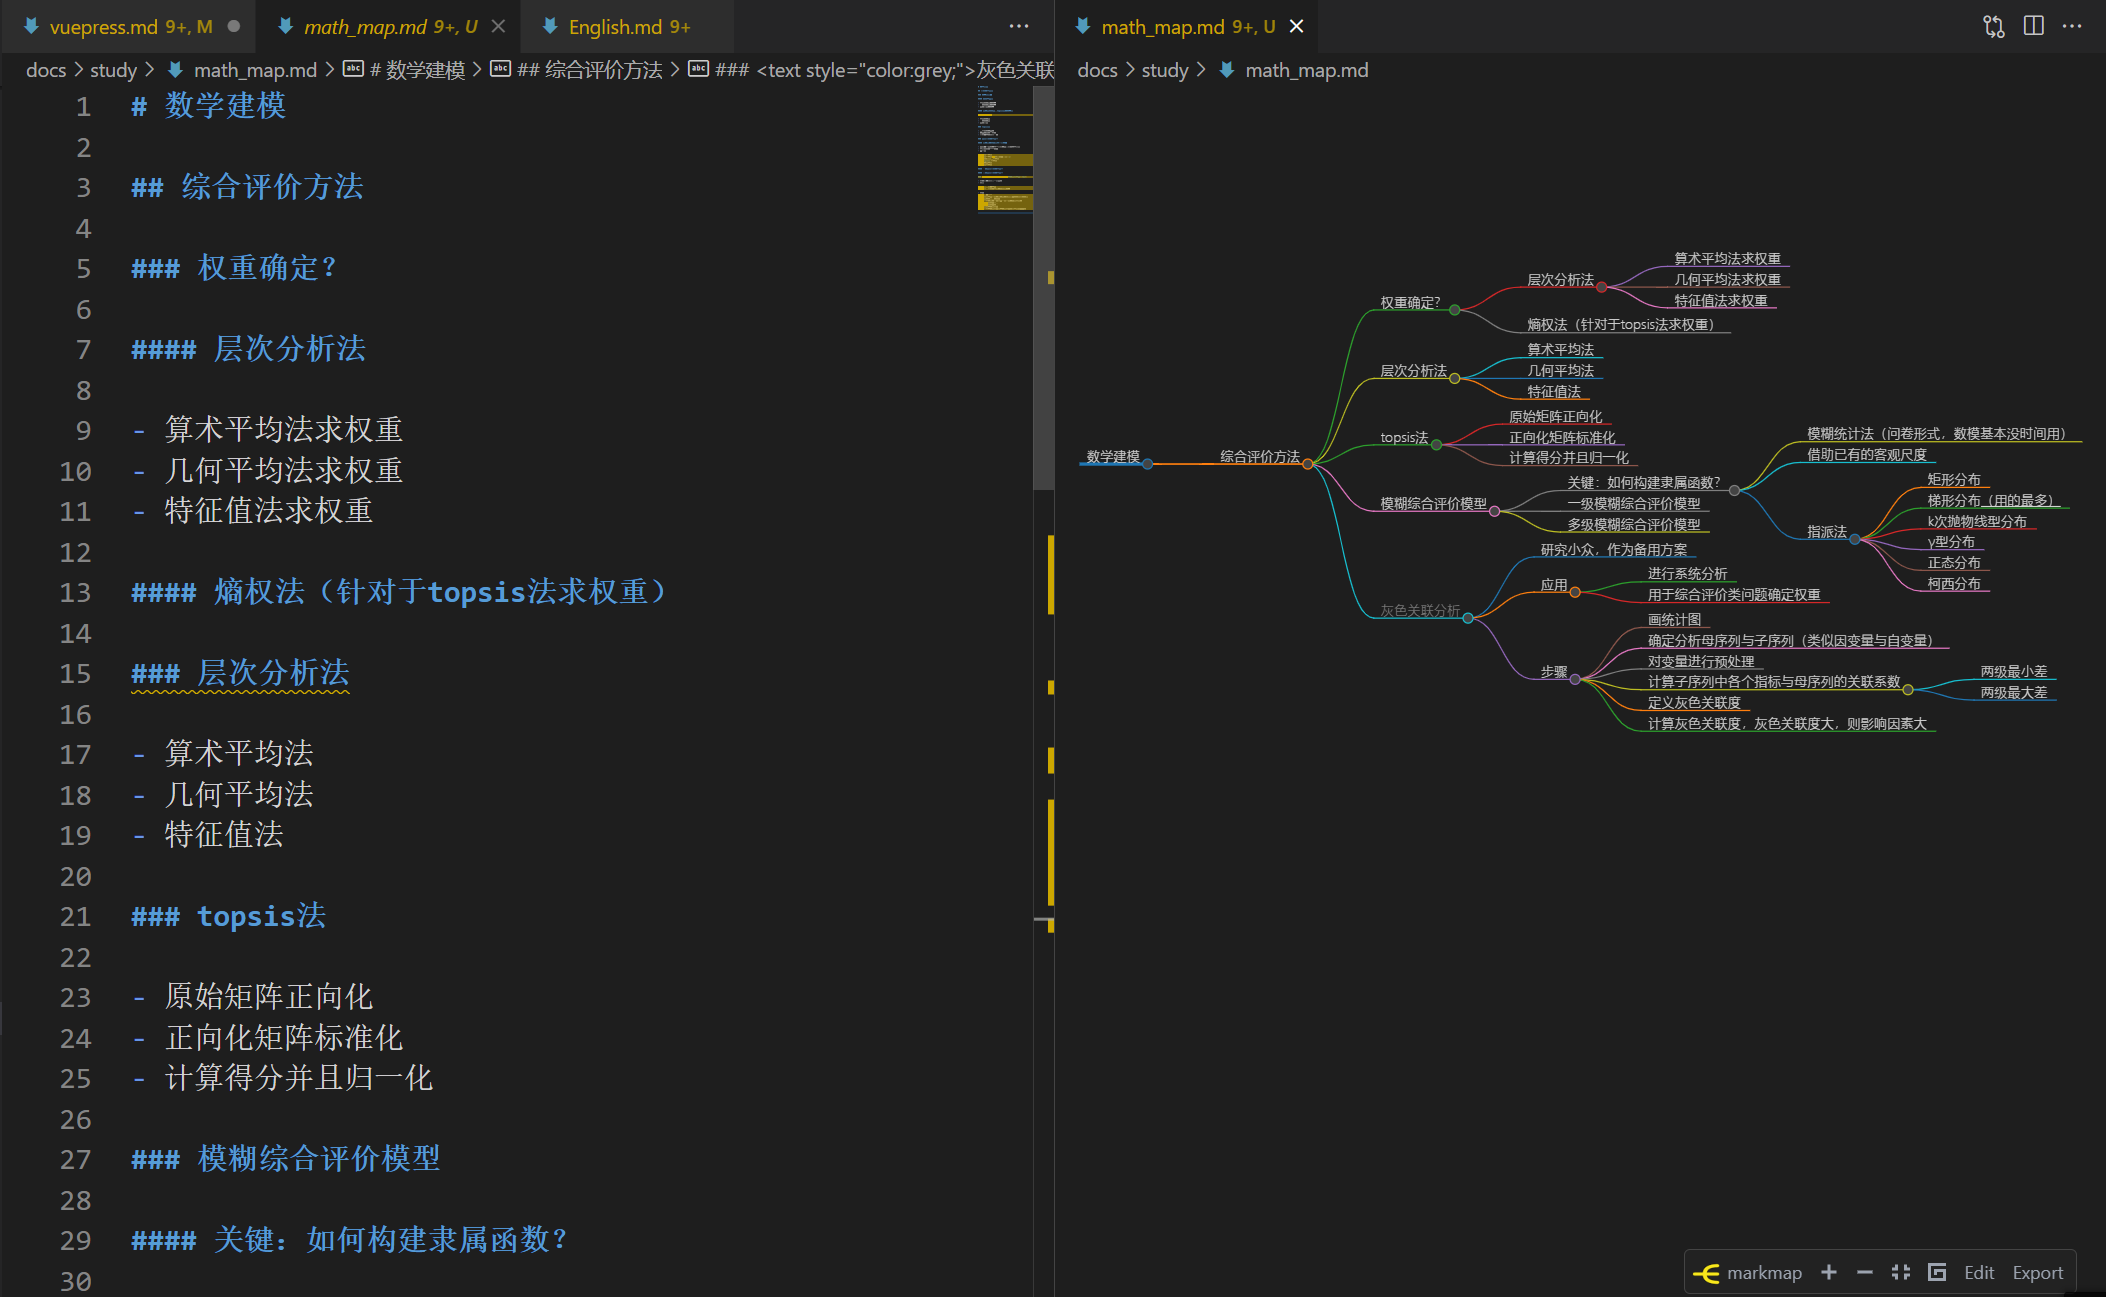 vuepress.md 9+, M
math_map.md 9+, U
English.md 9+
math_map.md 9+, U
docs > study > math_map.md > # 数学建模 > ## 综合评价方法 > ### <text style="color:grey;">灰色关联
docs > study > math_map.md
1 # 数学建模
2
3 ## 综合评价方法
4
5 ### 权重确定？
6
7 #### 层次分析法
8
9 - 算术平均法求权重
10 - 几何平均法求权重
11 - 特征值法求权重
12
13 #### 熵权法（针对于topsis法求权重）
14
15 ### 层次分析法
16
17 - 算术平均法
18 - 几何平均法
19 - 特征值法
20
21 ### topsis法
22
23 - 原始矩阵正向化
24 - 正向化矩阵标准化
25 - 计算得分并且归一化
26
27 ### 模糊综合评价模型
28
29 #### 关键：如何构建隶属函数？
30
数学建模
综合评价方法
权重确定？
层次分析法
算术平均法求权重
几何平均法求权重
特征值法求权重
熵权法（针对于topsis法求权重）
层次分析法
算术平均法
几何平均法
特征值法
topsis法
原始矩阵正向化
正向化矩阵标准化
计算得分并且归一化
模糊综合评价模型
关键：如何构建隶属函数？
模糊统计法（问卷形式，数模基本没时间用）
借助已有的客观尺度
指派法
矩形分布
梯形分布（用的最多）
k次抛物线型分布
γ型分布
正态分布
柯西分布
一级模糊综合评价模型
多级模糊综合评价模型
灰色关联分析
研究小众，作为备用方案
应用
进行系统分析
用于综合评价类问题确定权重
步骤
画统计图
确定分析母序列与子序列（类似因变量与自变量）
对变量进行预处理
计算子序列中各个指标与母序列的关联系数
两级最小差
两级最大差
定义灰色关联度
计算灰色关联度，灰色关联度大，则影响因素大
markmap + − Edit Export